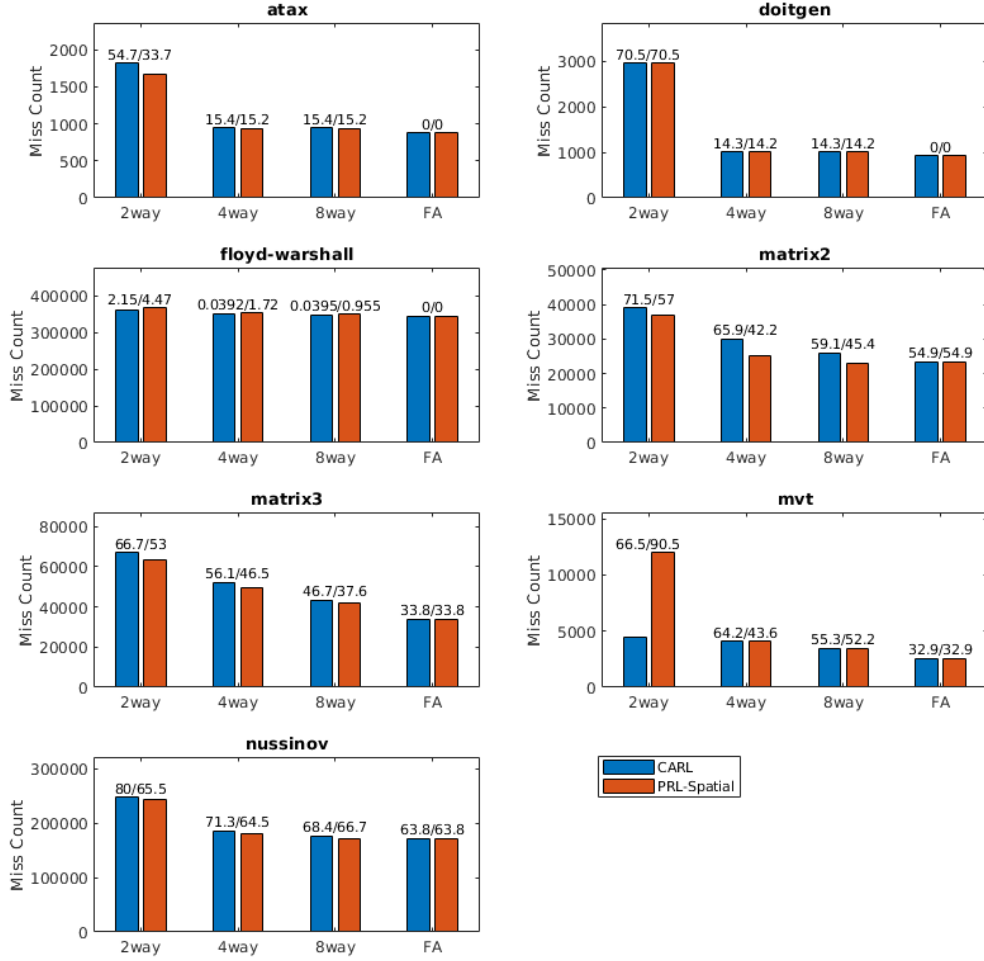 atax
Miss Count
2000
1500
1000
500
0
54.7/33.7
15.4/15.2
15.4/15.2
0/0
2way
4way
8way
FA
doitgen
Miss Count
3000
2000
1000
0
70.5/70.5
14.3/14.2
14.3/14.2
0/0
2way
4way
8way
FA
floyd-warshall
Miss Count
400000
300000
200000
100000
0
2.15/4.47
0.0392/1.72
0.0395/0.955
0/0
2way
4way
8way
FA
matrix2
Miss Count
50000
40000
30000
20000
10000
0
71.5/57
65.9/42.2
59.1/45.4
54.9/54.9
2way
4way
8way
FA
matrix3
Miss Count
80000
60000
40000
20000
0
66.7/53
56.1/46.5
46.7/37.6
33.8/33.8
2way
4way
8way
FA
mvt
Miss Count
15000
10000
5000
0
66.5/90.5
64.2/43.6
55.3/52.2
32.9/32.9
2way
4way
8way
FA
nussinov
Miss Count
300000
200000
100000
0
80/65.5
71.3/64.5
68.4/66.7
63.8/63.8
2way
4way
8way
FA
CARL
PRL-Spatial